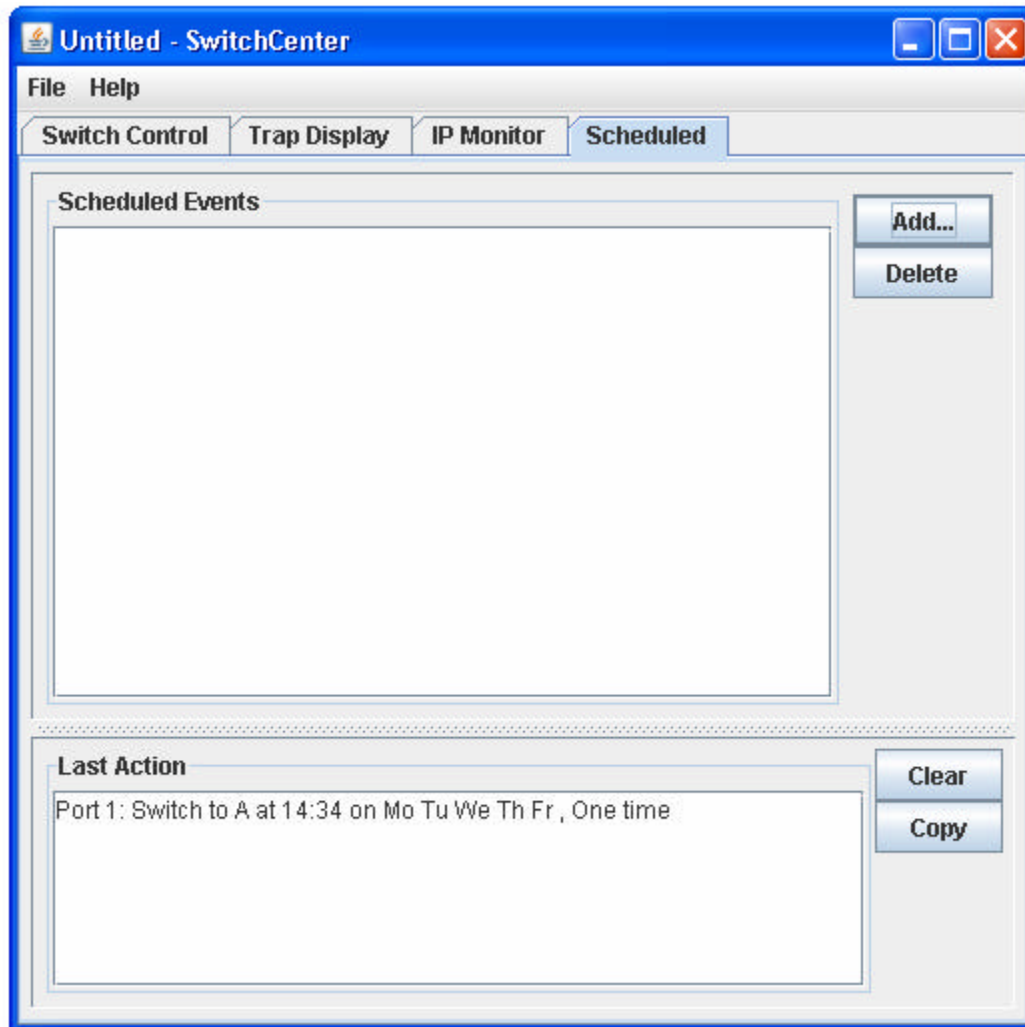 Untitled - SwitchCenter
File Help
Switch Control Trap Display IP Monitor Scheduled
Scheduled Events
Add...
Delete
Last Action
Port 1: Switch to A at 14:34 on Mo Tu We Th Fr , One time
Clear
Copy